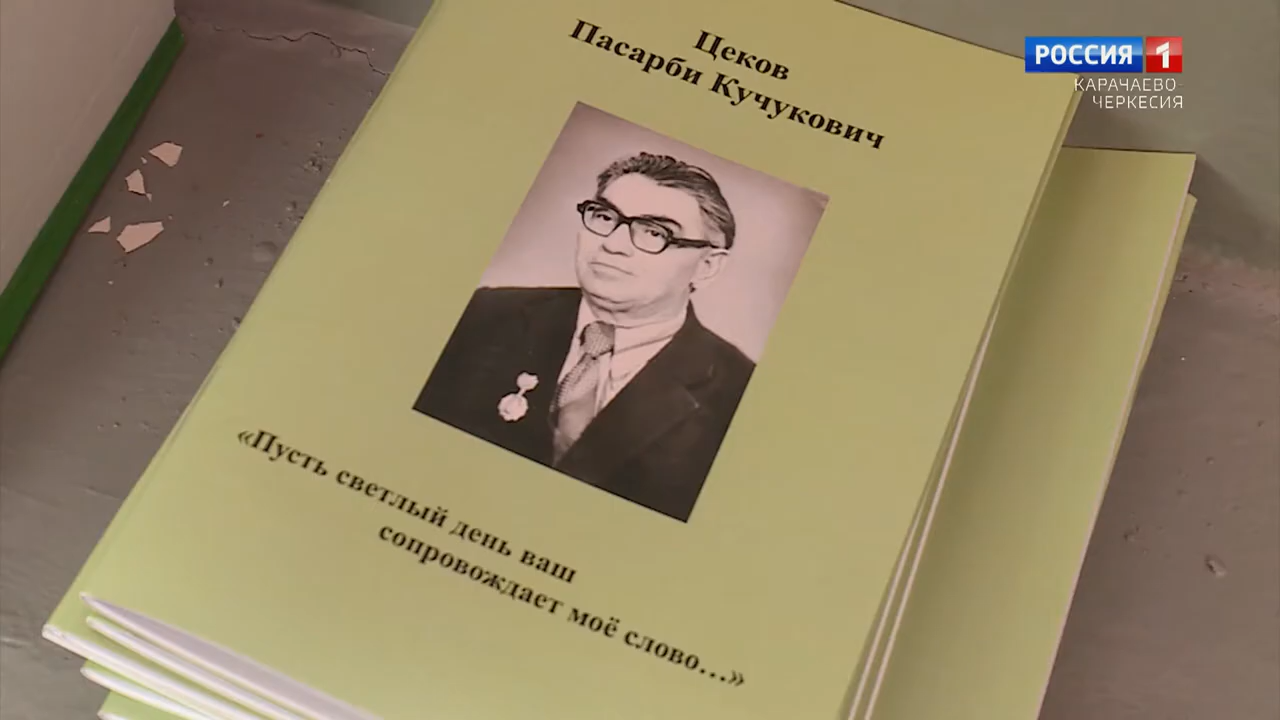 Цеков
Пасарби Кучукович
«Пусть светлый день ваш
сопровождает моё слово...»
РОССИЯ 1
КАРАЧАЕВО-
ЧЕРКЕСИЯ